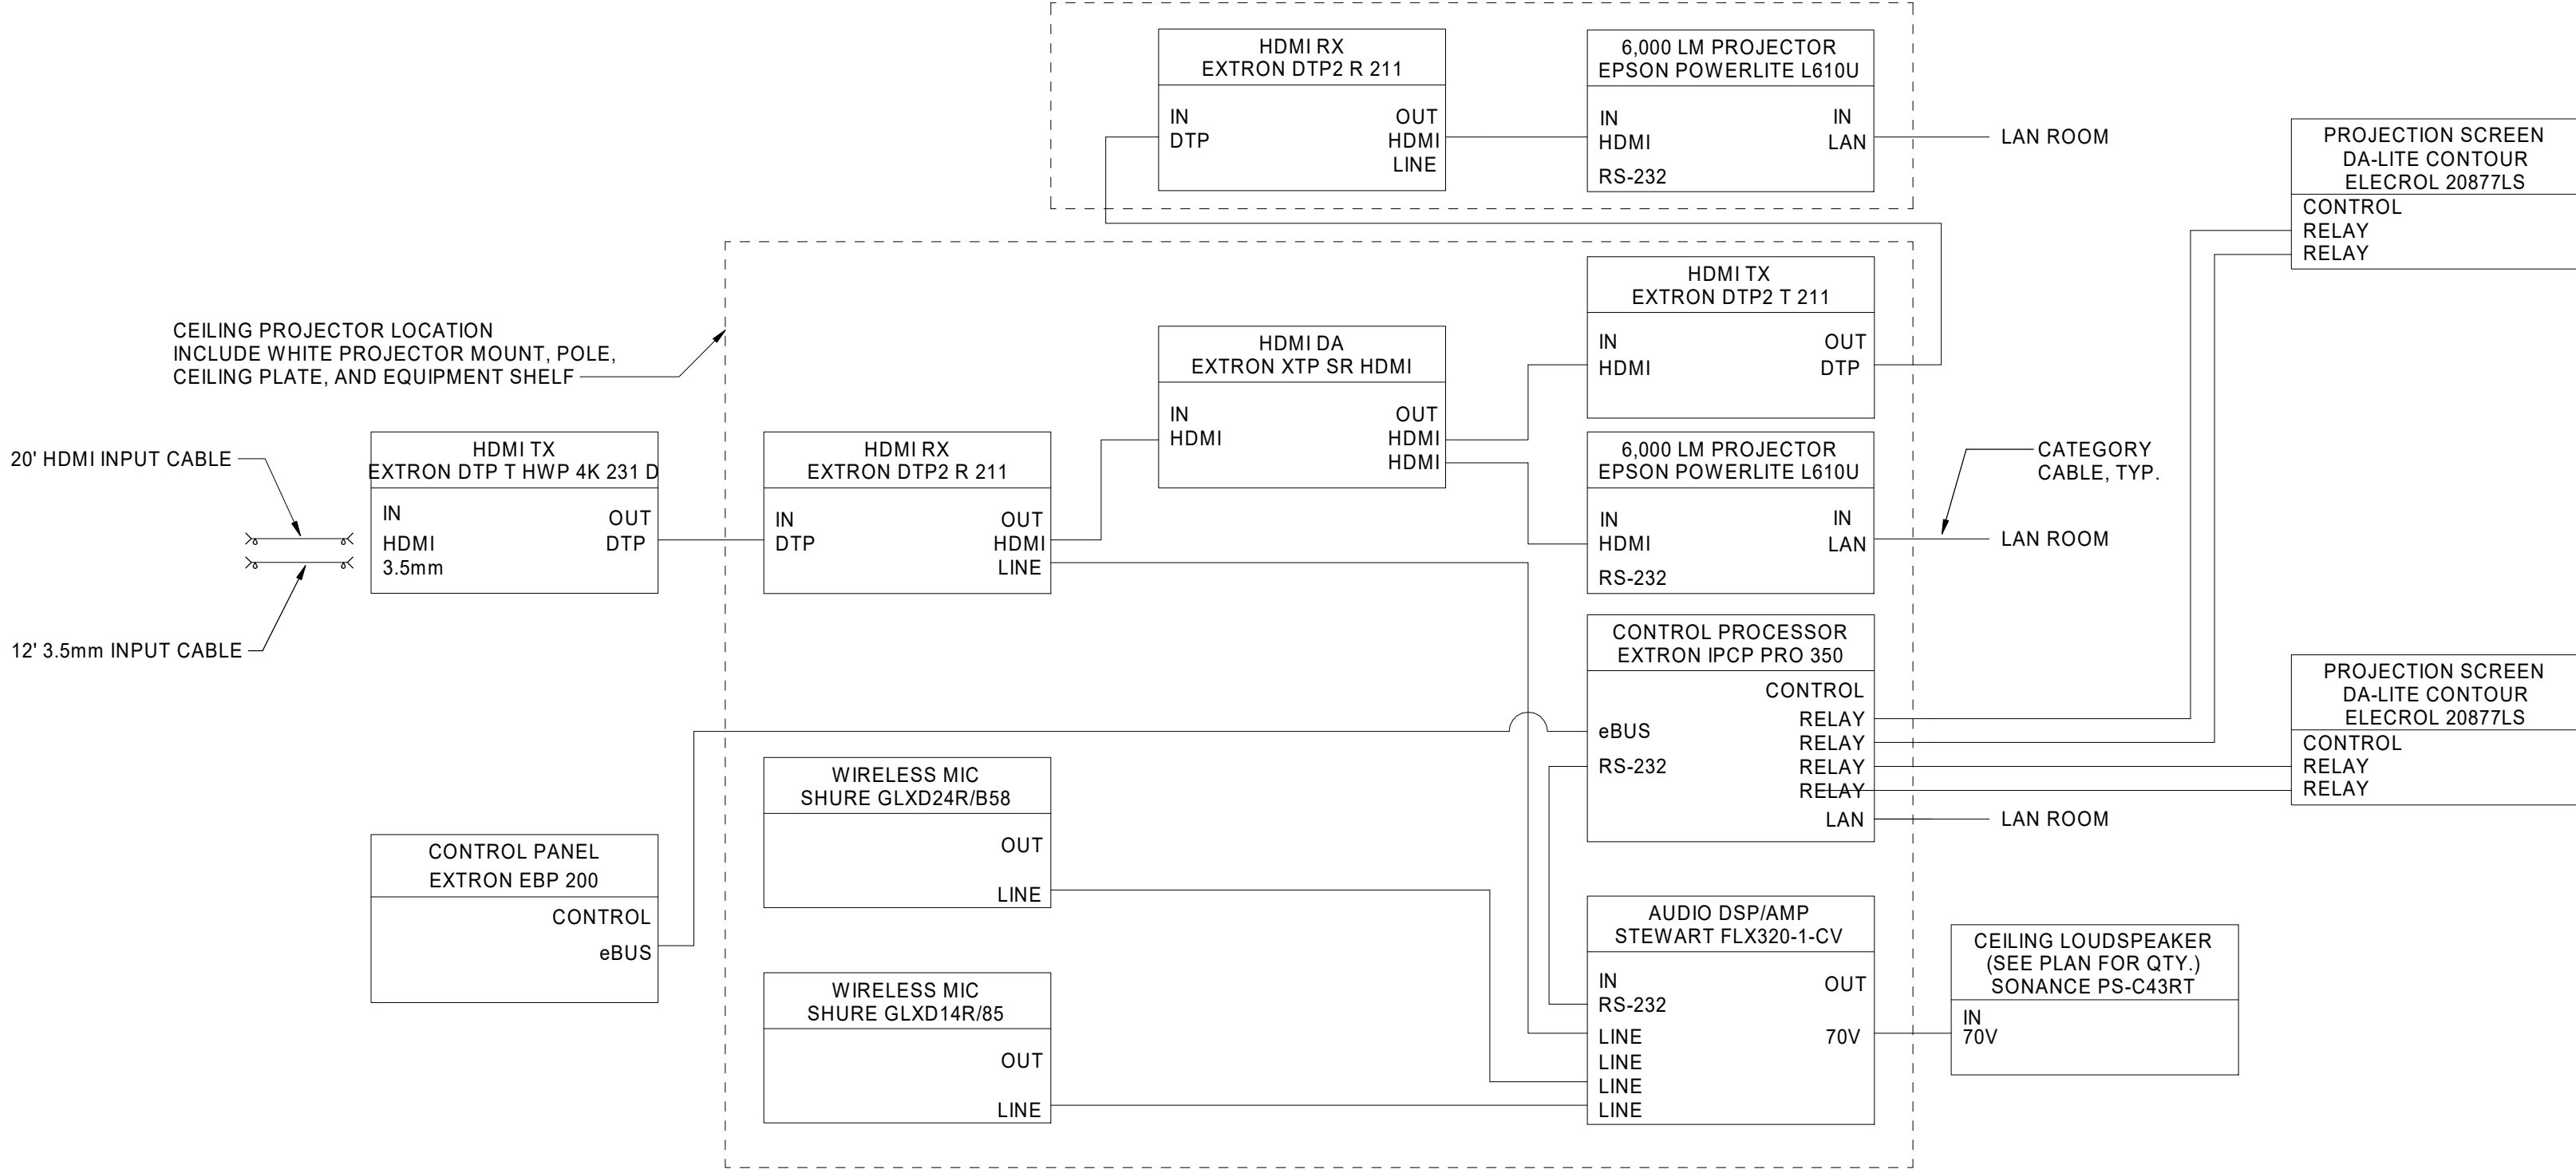 HDMI RX
EXTRON DTP2 R 211
IN
DTP
OUT
HDMI
LINE
6,000 LM PROJECTOR
EPSON POWERLITE L610U
IN
HDMI
RS-232
IN
LAN
LAN ROOM
PROJECTION SCREEN
DA-LITE CONTOUR
ELECROL 20877LS
CONTROL
RELAY
RELAY
HDMI TX
EXTRON DTP2 T 211
IN
HDMI
OUT
DTP
CEILING PROJECTOR LOCATION
INCLUDE WHITE PROJECTOR MOUNT, POLE,
CEILING PLATE, AND EQUIPMENT SHELF
HDMI DA
EXTRON XTP SR HDMI
IN
HDMI
OUT
HDMI
HDMI
20' HDMI INPUT CABLE
12' 3.5mm INPUT CABLE
HDMI TX
EXTRON DTP T HWP 4K 231 D
IN
HDMI
3.5mm
OUT
DTP
HDMI RX
EXTRON DTP2 R 211
IN
DTP
OUT
HDMI
LINE
6,000 LM PROJECTOR
EPSON POWERLITE L610U
IN
HDMI
RS-232
IN
LAN
CATEGORY
CABLE, TYP.
LAN ROOM
CONTROL PROCESSOR
EXTRON IPCP PRO 350
CONTROL
eBUS
RS-232
RELAY
RELAY
RELAY
RELAY
LAN
LAN ROOM
PROJECTION SCREEN
DA-LITE CONTOUR
ELECROL 20877LS
CONTROL
RELAY
RELAY
WIRELESS MIC
SHURE GLXD24R/B58
OUT
LINE
CONTROL PANEL
EXTRON EBP 200
CONTROL
eBUS
WIRELESS MIC
SHURE GLXD14R/85
OUT
LINE
AUDIO DSP/AMP
STEWART FLX320-1-CV
IN
RS-232
LINE
LINE
LINE
LINE
OUT
70V
CEILING LOUDSPEAKER
(SEE PLAN FOR QTY.)
SONANCE PS-C43RT
IN
70V